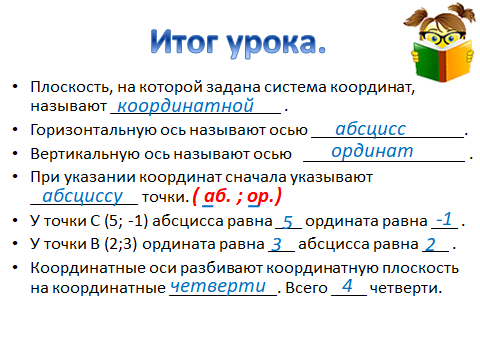 Итог урока.
• Плоскость, на которой задана система координат,
называют координатной .
• Горизонтальную ось называют осью абсцисс.
• Вертикальную ось называют осью ординат .
• При указании координат сначала указывают
абсциссу точки. ( аб. ; ор.)
• У точки С (5; -1) абсцисса равна 5 ордината равна -1 .
• У точки В (2;3) ордината равна 3 абсцисса равна 2 .
• Координатные оси разбивают координатную плоскость
на координатные четверти. Всего 4 четверти.